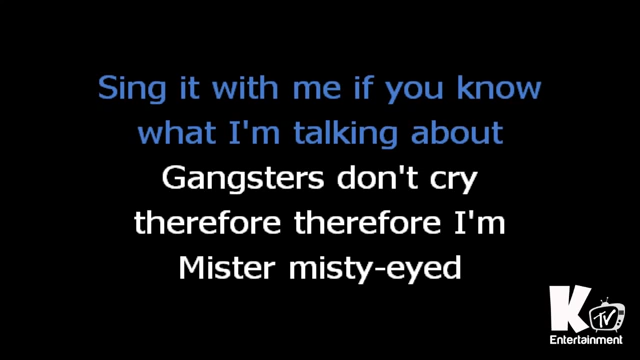 Sing it with me if you know
what I'm talking about
Gangsters don't cry
therefore therefore I'm
Mister misty-eyed
K
TV
Entertainment